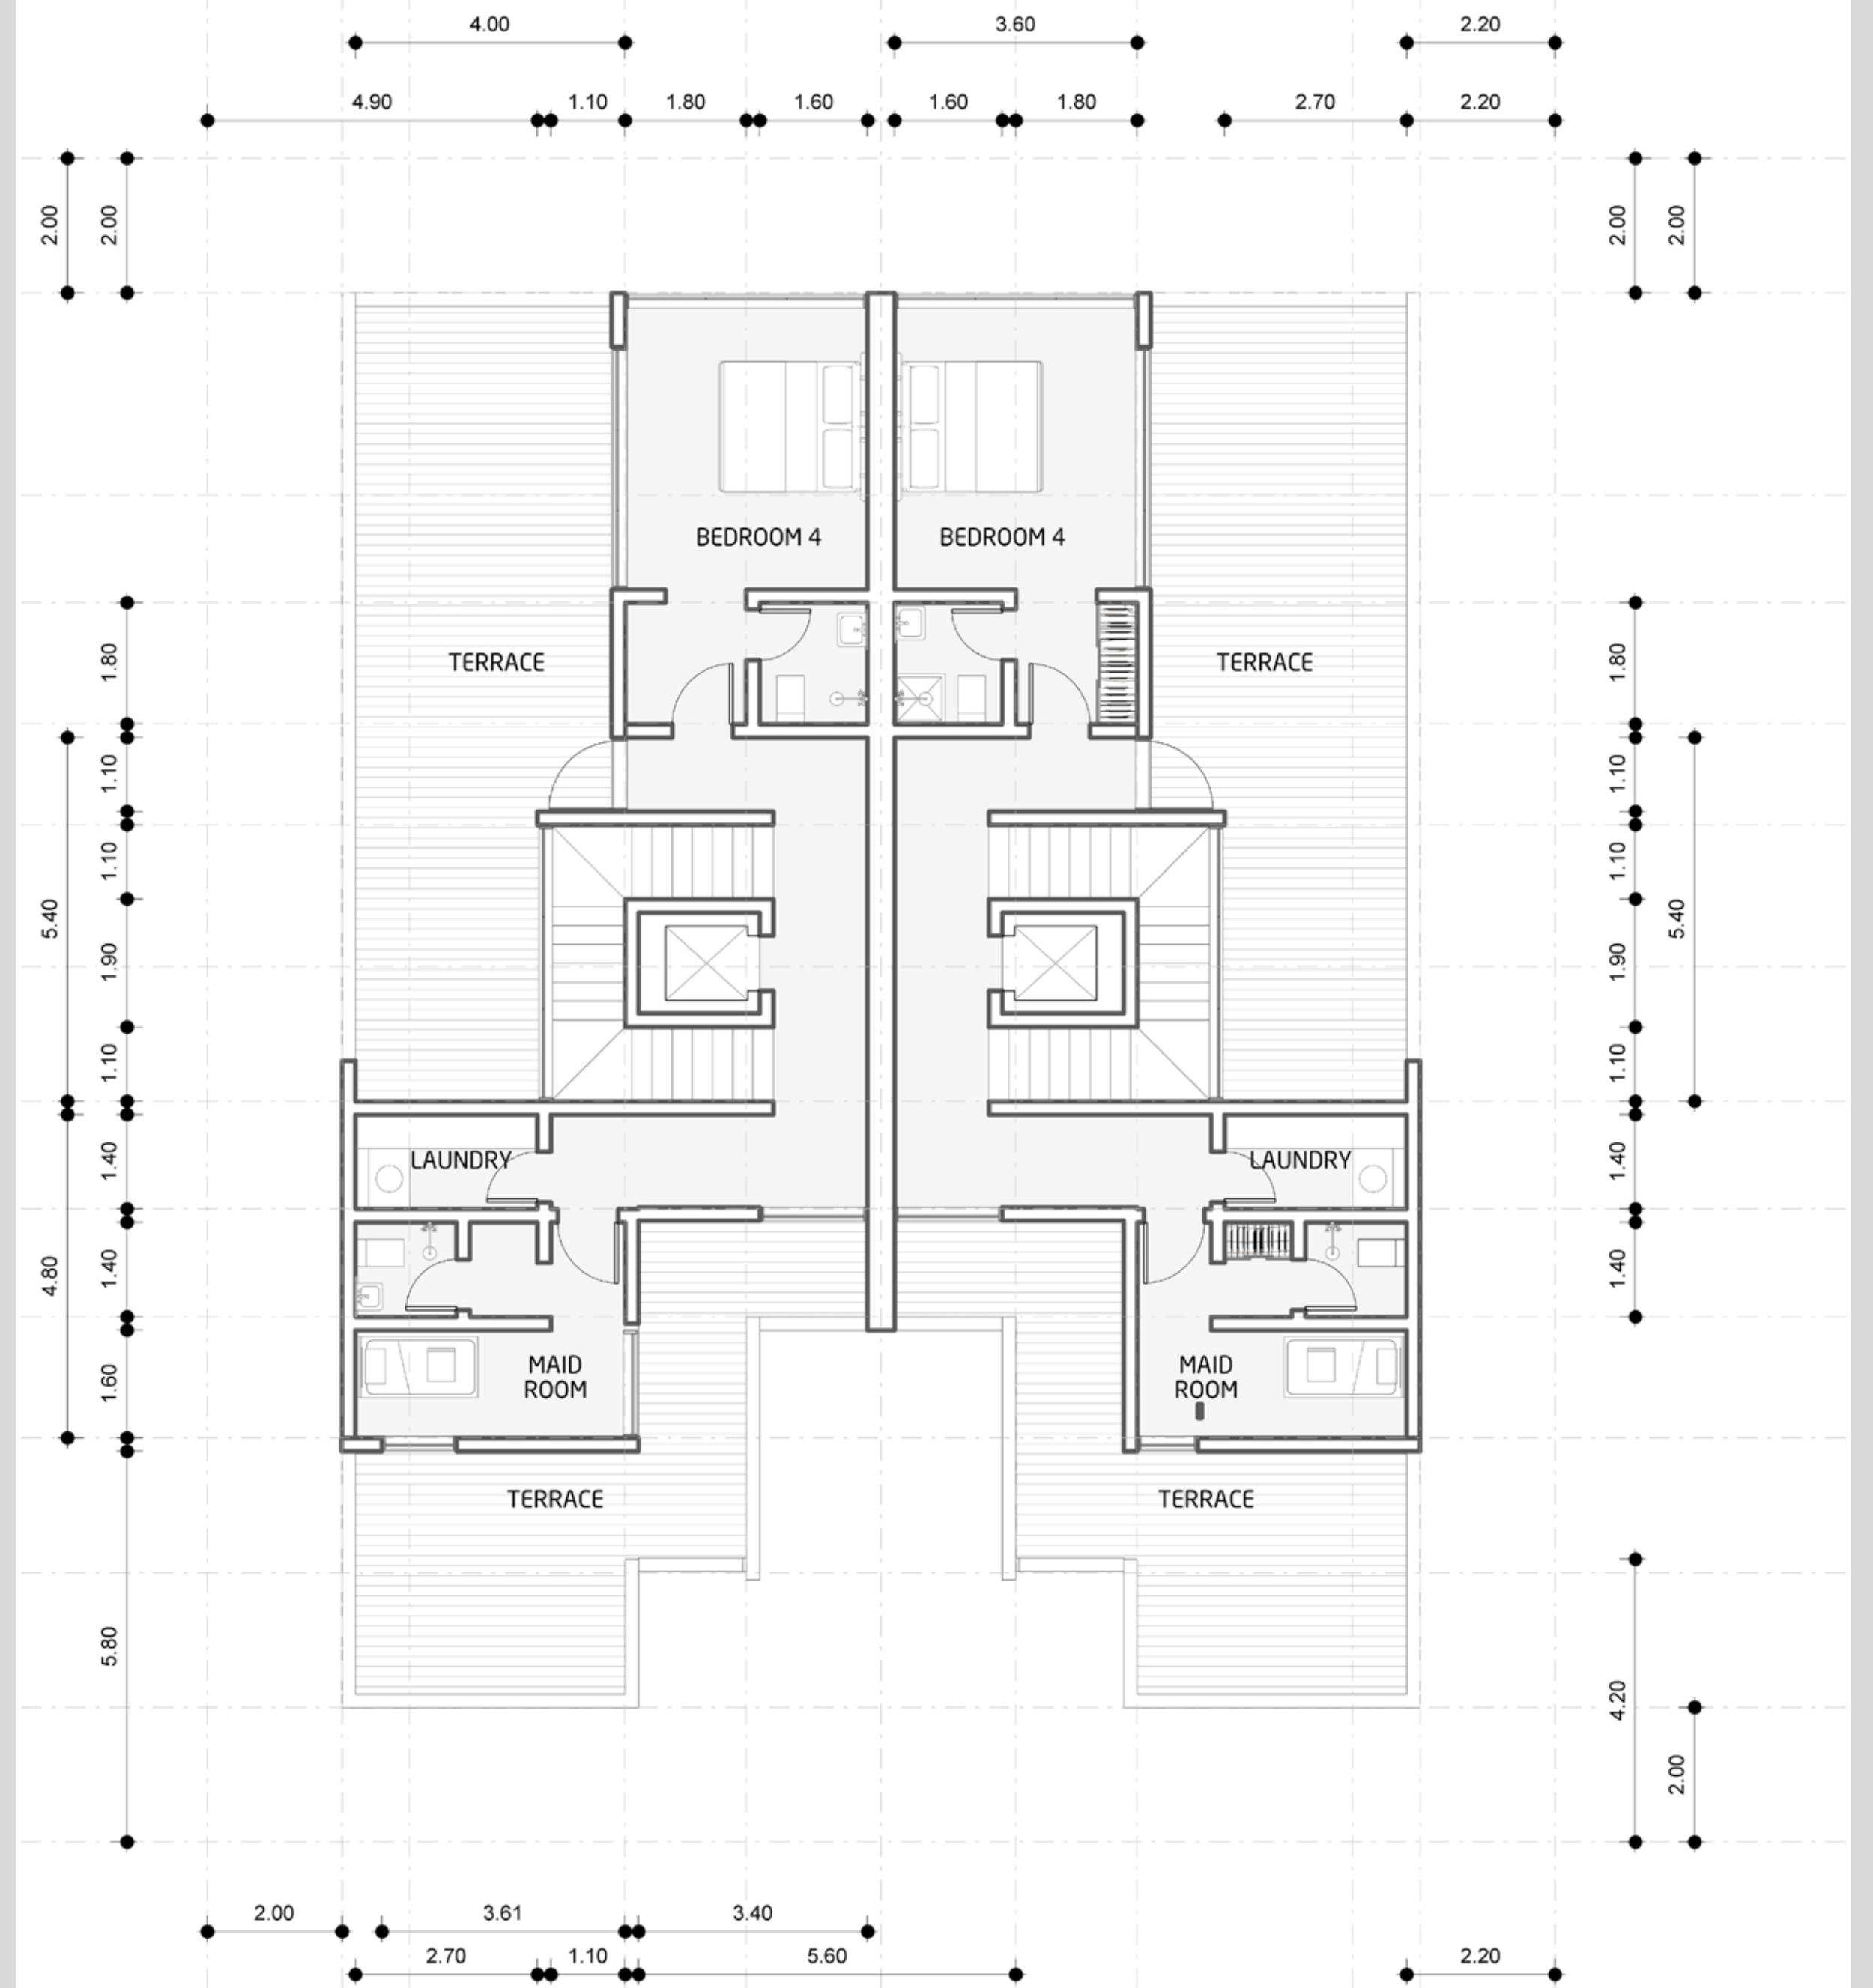 4.00 3.60 2.20
4.90 1.10 1.80 1.60 1.60 1.80 2.70 2.20
2.00 2.00 2.00 2.00
BEDROOM 4 BEDROOM 4
1.80 TERRACE TERRACE 1.80
1.10 1.10
1.10 1.10
5.40 5.40
1.90 1.90
1.10 1.10
1.40 LAUNDRY LAUNDRY 1.40
4.80 1.40 1.40
1.60 MAID MAID
ROOM ROOM
TERRACE TERRACE
5.80
4.20
2.00
2.00 3.61 3.40
2.70 1.10 5.60 2.20